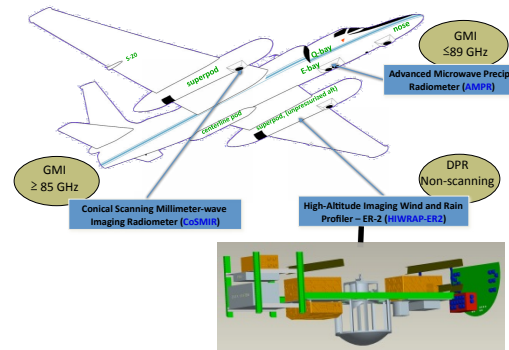 nose
GMI
≤89 GHz
Q-bay
E-bay
S-20
superpod
Advanced Microwave Precip
Radiometer (AMPR)
centerline pod
superpod, (unpressurized aft)
GMI
≥ 85 GHz
DPR
Non-scanning
Conical Scanning Millimeter-wave
Imaging Radiometer (CoSMIR)
High-Altitude Imaging Wind and Rain
Profiler – ER-2 (HIWRAP-ER2)